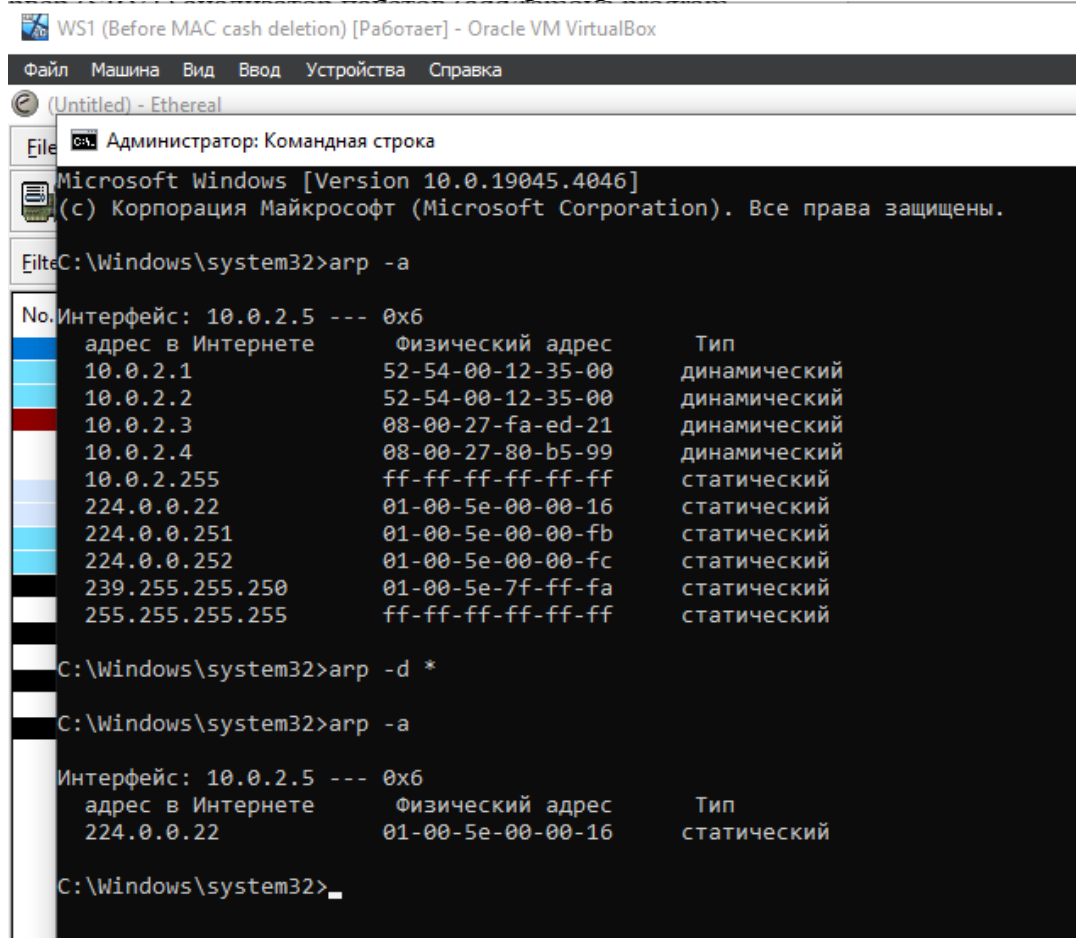 WS1 (Before MAC cash deletion) [Работает] - Oracle VM VirtualBox
Файл Машина Вид Ввод Устройства Справка
(Untitled) - Ethereal
File
Администратор: Командная строка
Microsoft Windows [Version 10.0.19045.4046]
(c) Корпорация Майкрософт (Microsoft Corporation). Все права защищены.
Filte
C:\Windows\system32>arp -a
No.
Интерфейс: 10.0.2.5 --- 0x6
адрес в Интернете Физический адрес Тип
10.0.2.1 52-54-00-12-35-00 динамический
10.0.2.2 52-54-00-12-35-00 динамический
10.0.2.3 08-00-27-fa-ed-21 динамический
10.0.2.4 08-00-27-80-b5-99 динамический
10.0.2.255 ff-ff-ff-ff-ff-ff статический
224.0.0.22 01-00-5e-00-00-16 статический
224.0.0.251 01-00-5e-00-00-fb статический
224.0.0.252 01-00-5e-00-00-fc статический
239.255.255.250 01-00-5e-7f-ff-fa статический
255.255.255.255 ff-ff-ff-ff-ff-ff статический
C:\Windows\system32>arp -d *
C:\Windows\system32>arp -a
Интерфейс: 10.0.2.5 --- 0x6
адрес в Интернете Физический адрес Тип
224.0.0.22 01-00-5e-00-00-16 статический
C:\Windows\system32>